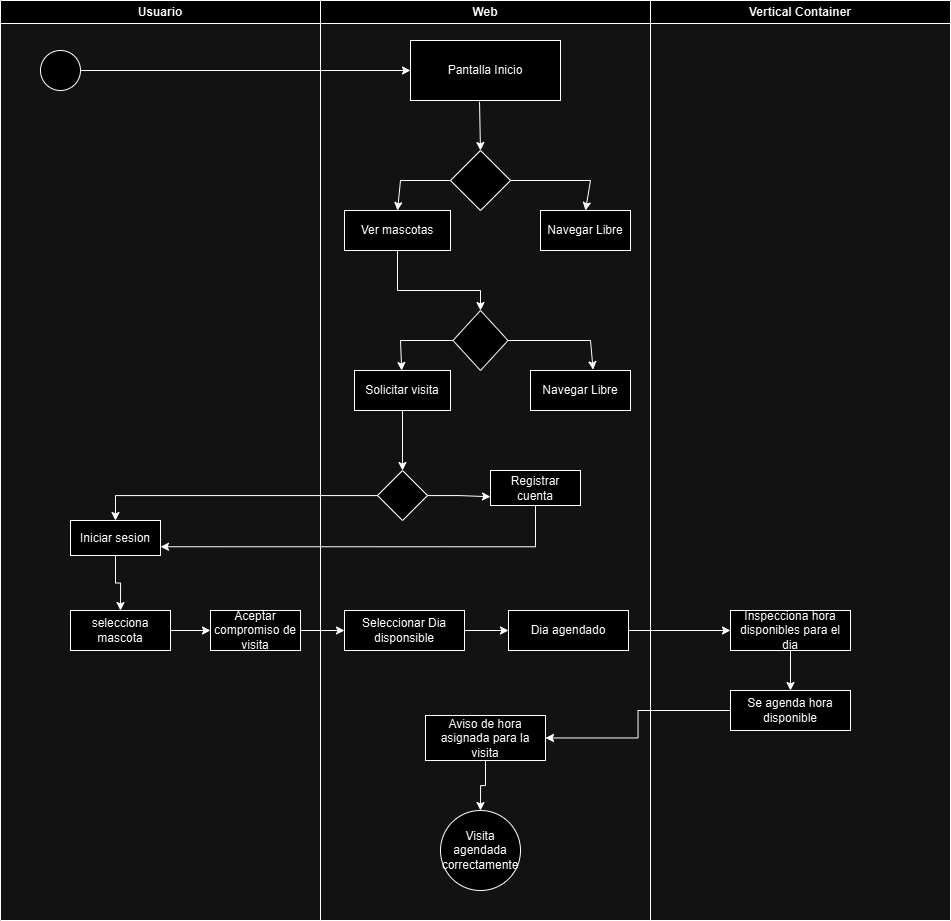 Usuario
Web
Vertical Container
Pantalla Inicio
Ver mascotas
Navegar Libre
Solicitar visita
Navegar Libre
Registrar
cuenta
Iniciar sesion
selecciona
mascota
Aceptar
compromiso de
visita
Seleccionar Dia
disponsible
Dia agendado
Inspecciona hora
disponibles para el
dia
Se agenda hora
disponible
Aviso de hora
asignada para la
visita
Visita
agendada
correctamente